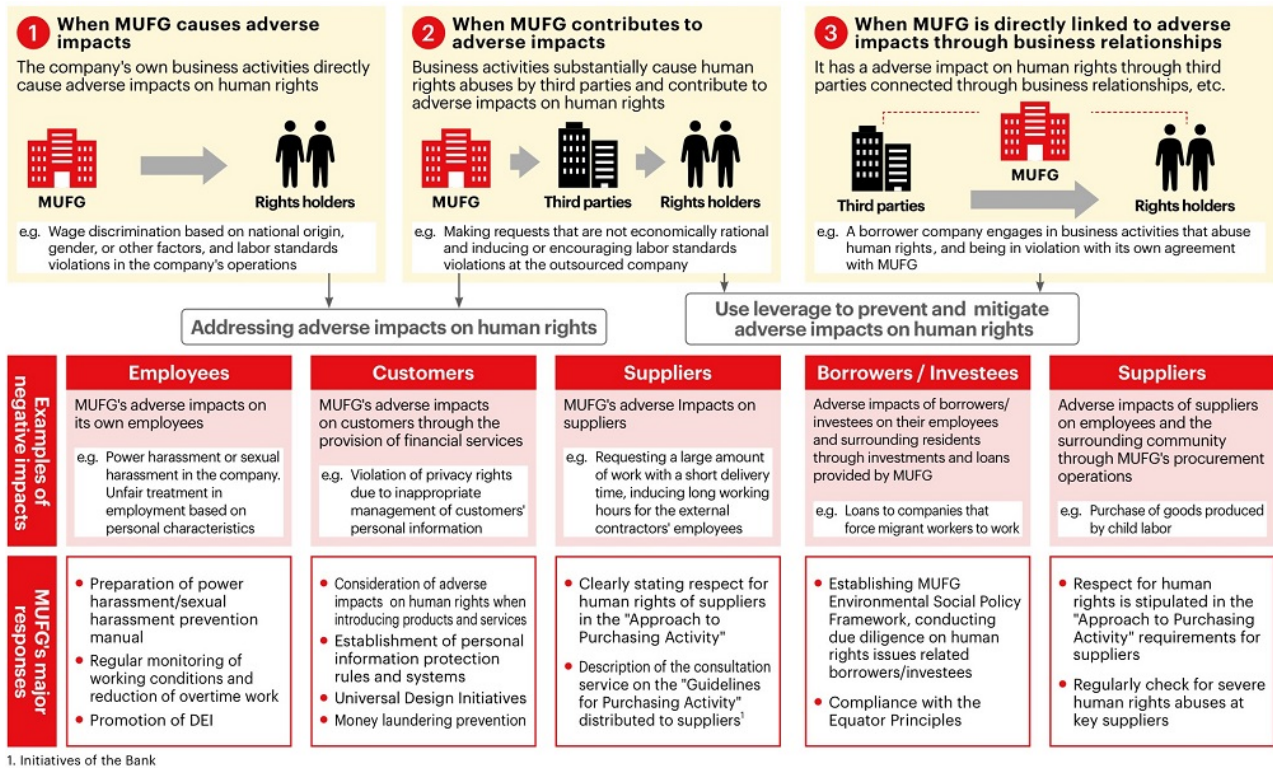 1 When MUFG causes adverse
impacts
The company's own business activities directly
cause adverse impacts on human rights
MUFG
Rights holders
e.g. Wage discrimination based on national origin,
gender, or other factors, and labor standards
violations in the company's operations
2 When MUFG contributes to
adverse impacts
Business activities substantially cause human
rights abuses by third parties and contribute to
adverse impacts on human rights
MUFG
Third parties
Rights holders
e.g. Making requests that are not economically rational
and inducing or encouraging labor standards
violations at the outsourced company
3 When MUFG is directly linked to adverse
impacts through business relationships
It has a adverse impact on human rights through third
parties connected through business relationships, etc.
MUFG
Third parties
Rights holders
e.g. A borrower company engages in business activities that abuse
human rights, and being in violation with its own agreement
with MUFG
Addressing adverse impacts on human rights
Use leverage to prevent and mitigate
adverse impacts on human rights
Examples of
negative impacts
Employees
MUFG's adverse impacts on
its own employees
e.g. Power harassment or sexual
harassment in the company.
Unfair treatment in
employment based on
personal characteristics
Customers
MUFG's adverse impacts
on customers through the
provision of financial services
e.g. Violation of privacy rights
due to inappropriate
management of customers'
personal information
Suppliers
MUFG's adverse Impacts on
suppliers
e.g. Requesting a large amount
of work with a short delivery
time, inducing long working
hours for the external
contractors' employees
Borrowers / Investees
Adverse impacts of borrowers/
investees on their employees
and surrounding residents
through investments and loans
provided by MUFG
e.g. Loans to companies that
force migrant workers to work
Suppliers
Adverse impacts of suppliers
on employees and the
surrounding community
through MUFG's procurement
operations
e.g. Purchase of goods produced
by child labor
MUFG's major
responses
• Preparation of power
harassment/sexual
harassment prevention
manual
• Regular monitoring of
working conditions and
reduction of overtime work
• Promotion of DEI
• Consideration of adverse
impacts on human rights when
introducing products and services
• Establishment of personal
information protection
rules and systems
• Universal Design Initiatives
• Money laundering prevention
• Clearly stating respect for
human rights of suppliers
in the "Approach to
Purchasing Activity"
• Description of the consultation
service on the "Guidelines
for Purchasing Activity"
distributed to suppliers¹
• Establishing MUFG
Environmental Social Policy
Framework, conducting
due diligence on human
rights issues related
borrowers/investees
• Compliance with the
Equator Principles
• Respect for human
rights is stipulated in the
"Approach to Purchasing
Activity" requirements for
suppliers
• Regularly check for severe
human rights abuses at
key suppliers
1. Initiatives of the Bank